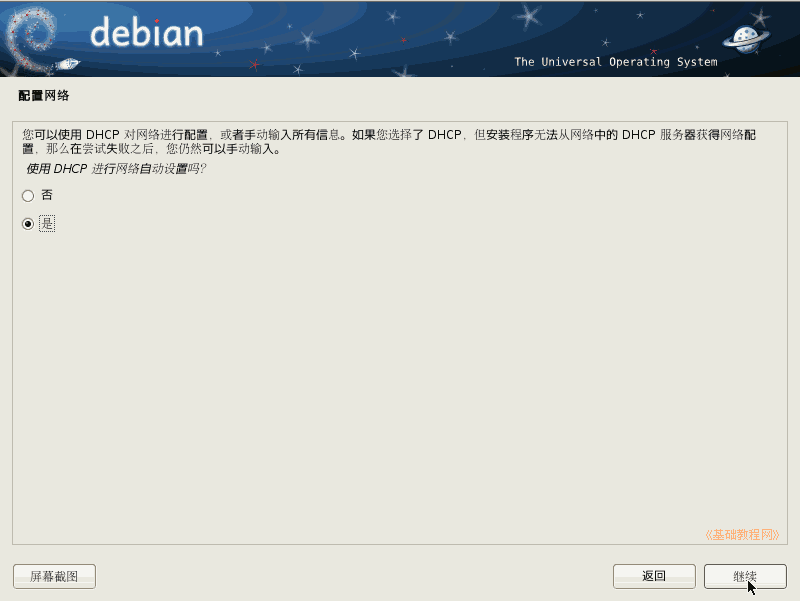 debian
The Universal Operating System
配置网络
您可以使用 DHCP 对网络进行配置，或者手动输入所有信息。如果您选择了 DHCP，但安装程序无法从网络中的 DHCP 服务器获得网络配
置，那么在尝试失败之后，您仍然可以手动输入。
使用 DHCP 进行网络自动设置吗？
否
是
《基础教程网》
屏幕截图
返回
继续